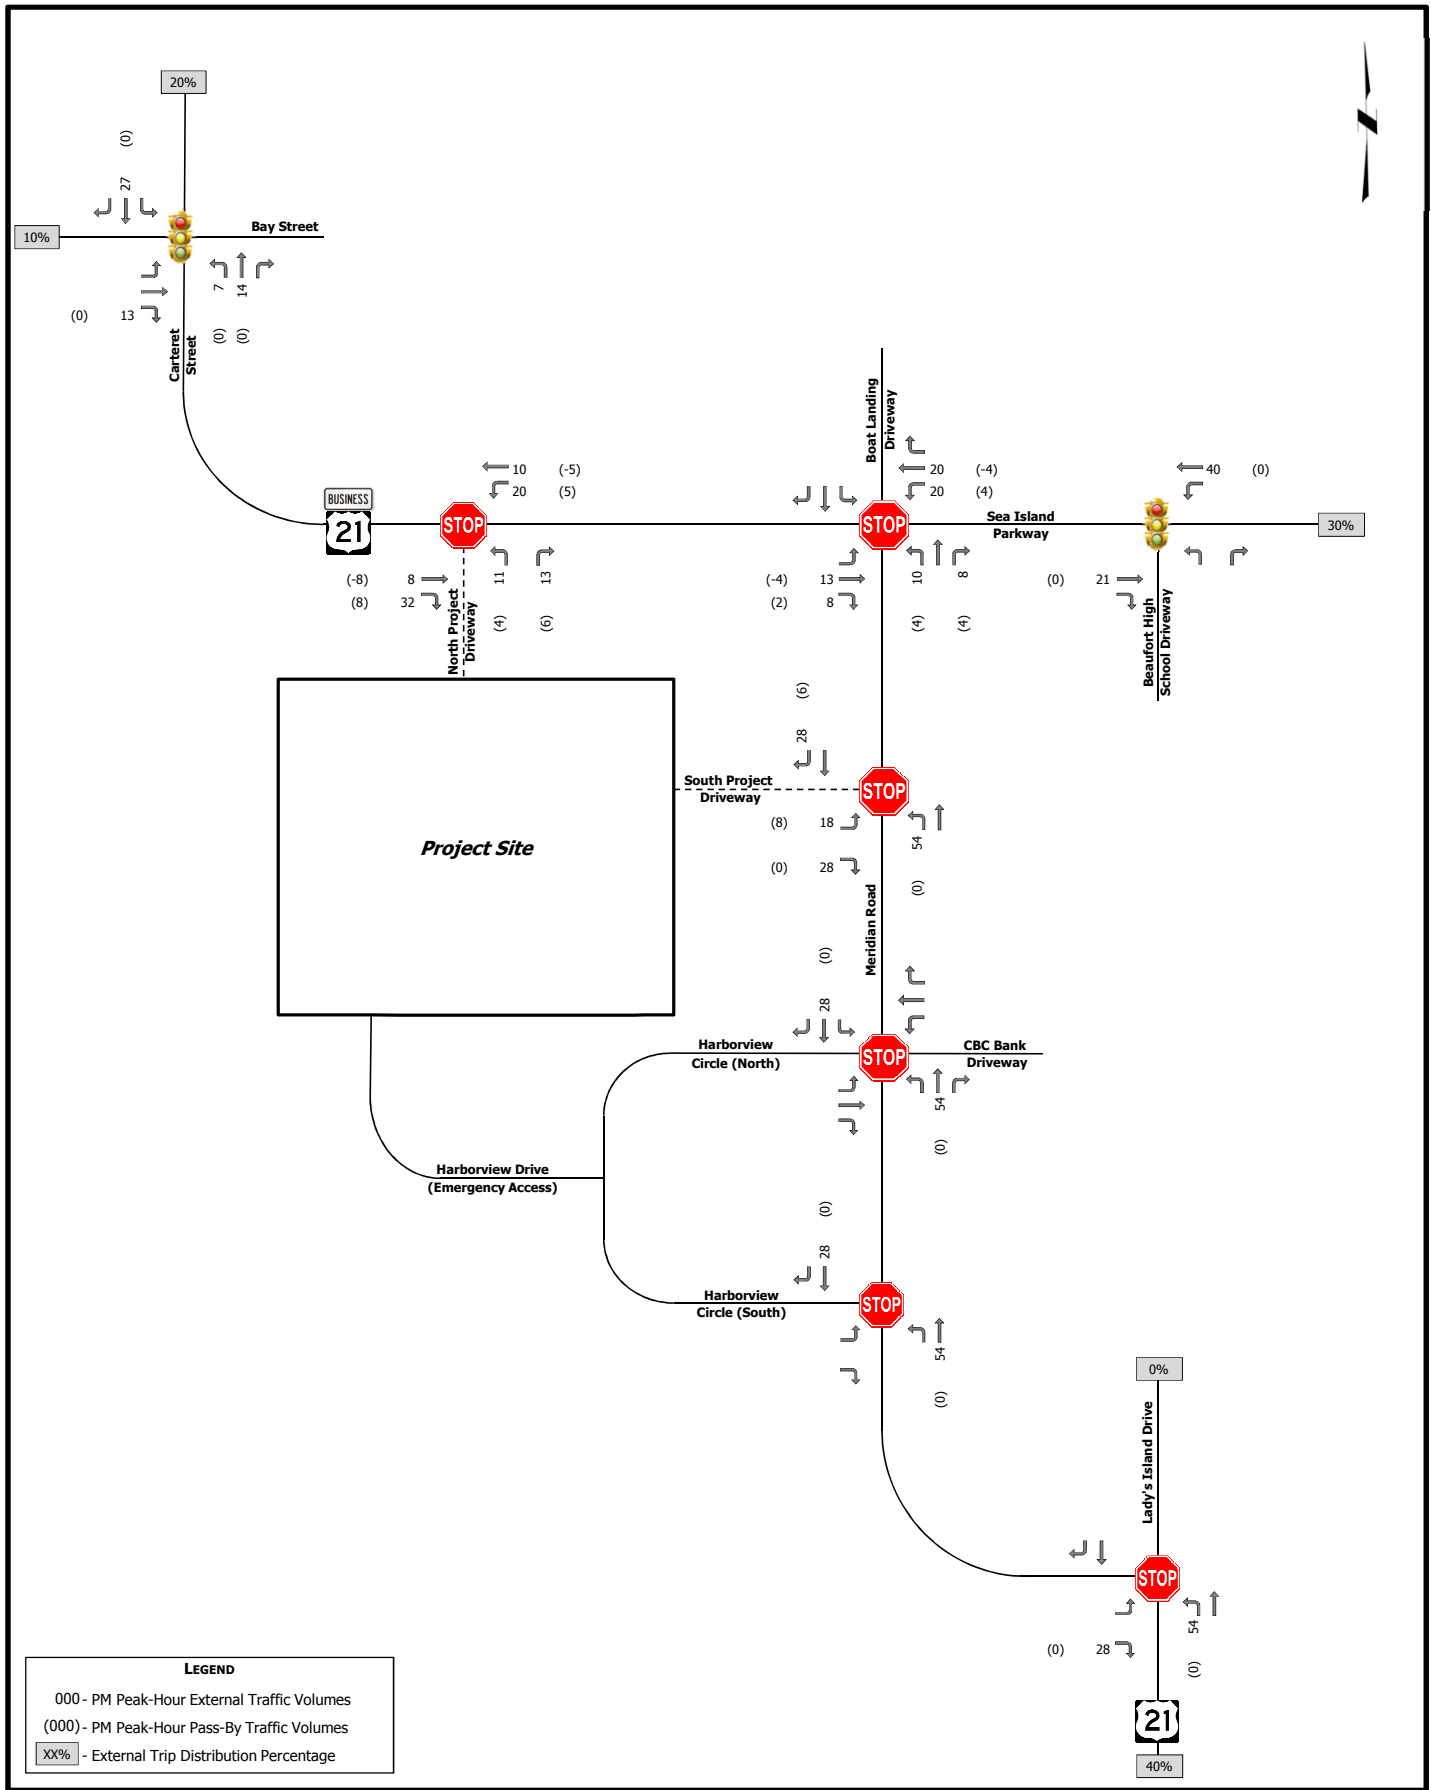 20%
(0)
27
10%
Bay Street
7
14
(0)
13
(0)
(0)
Carteret
Street
Boat Landing
Driveway
10
(-5)
20
(5)
20
(-4)
20
(4)
40
(0)
BUSINESS
21
STOP
STOP
Sea Island
Parkway
30%
(-8)
8
11
13
(-4)
13
10
8
(0)
21
(8)
32
(2)
8
(4)
(6)
(4)
(4)
North Project
Driveway
Beaufort High
School Driveway
(6)
28
South Project
Driveway
STOP
(8)
18
54
Project Site
(0)
28
(0)
Meridian Road
(0)
28
Harborview
Circle (North)
STOP
CBC Bank
Driveway
54
(0)
Harborview Drive
(Emergency Access)
(0)
28
Harborview
Circle (South)
STOP
54
(0)
0%
Lady's Island Drive
STOP
54
(0)
28
(0)
21
40%
LEGEND
000 - PM Peak-Hour External Traffic Volumes
(000) - PM Peak-Hour Pass-By Traffic Volumes
XX% - External Trip Distribution Percentage